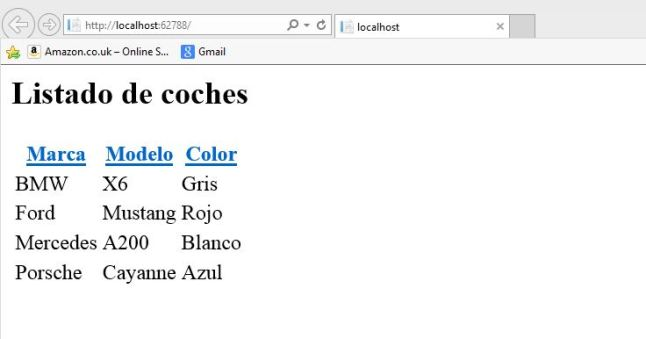 http://localhost:62788/
localhost
Amazon.co.uk – Online S...
Gmail
Listado de coches
Marca Modelo Color
BMW X6 Gris
Ford Mustang Rojo
Mercedes A200 Blanco
Porsche Cayanne Azul